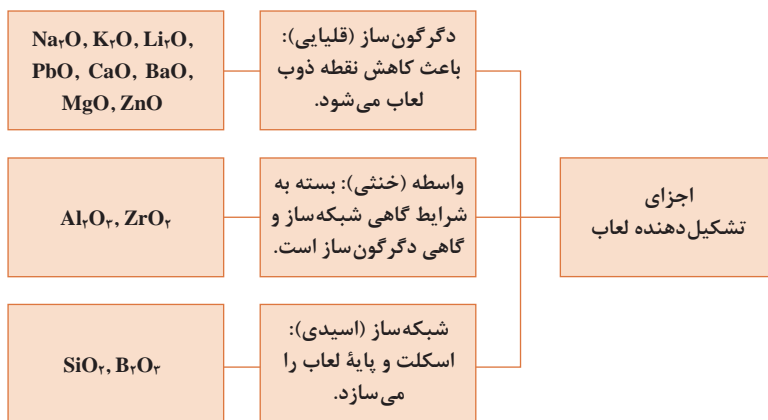 اجزای
تشکیل‌دهنده لعاب
دگرگون‌ساز (قلیایی):
باعث کاهش نقطه ذوب
لعاب می‌شود.
Na۲O, K۲O, Li۲O,
PbO, CaO, BaO,
MgO, ZnO
واسطه (خنثی): بسته به
شرایط گاهی شبکه‌ساز و
گاهی دگرگون‌ساز است.
Al۲O۳, ZrO۲
شبکه‌ساز (اسیدی):
اسکلت و پایهٔ لعاب را
می‌سازد.
SiO۲, B۲O۳